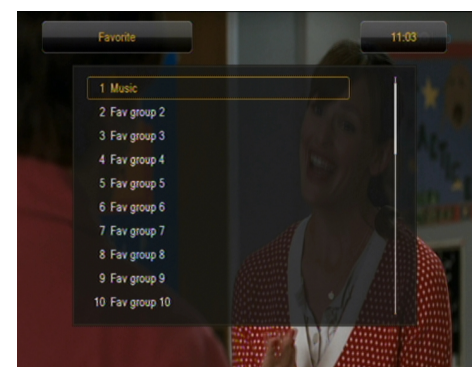 Favorite
11:03
1 Music
2 Fav group 2
3 Fav group 3
4 Fav group 4
5 Fav group 5
6 Fav group 6
7 Fav group 7
8 Fav group 8
9 Fav group 9
10 Fav group 10